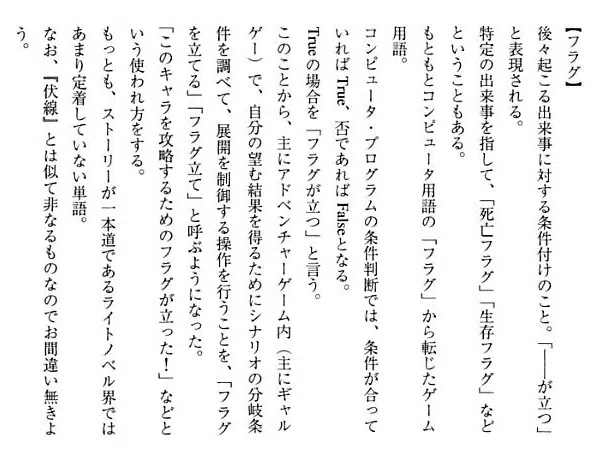 【フラグ】
後々起こる出来事に対する条件付けのこと。「――が立つ」
と表現される。
特定の出来事を指して、「死亡フラグ」「生存フラグ」など
ということもある。
もともとコンピュータ用語の「フラグ」から転じたゲーム
用語。
コンピュータ・プログラムの条件判断では、条件が合って
いればTrue、否であればFalseとなる。
Trueの場合を「フラグが立つ」と言う。
このことから、主にアドベンチャーゲーム内（主にギャル
ゲー）で、自分の望む結果を得るためにシナリオの分岐条
件を調べて、展開を制御する操作を行うことを、「フラグ
を立てる」「フラグ立て」と呼ぶようになった。
「このキャラを攻略するためのフラグが立った！」などと
いう使われ方をする。
もっとも、ストーリーが一本道であるライトノベル界では
あまり定着していない単語。
なお、『伏線』とは似て非なるものなのでお間違い無きよ
う。